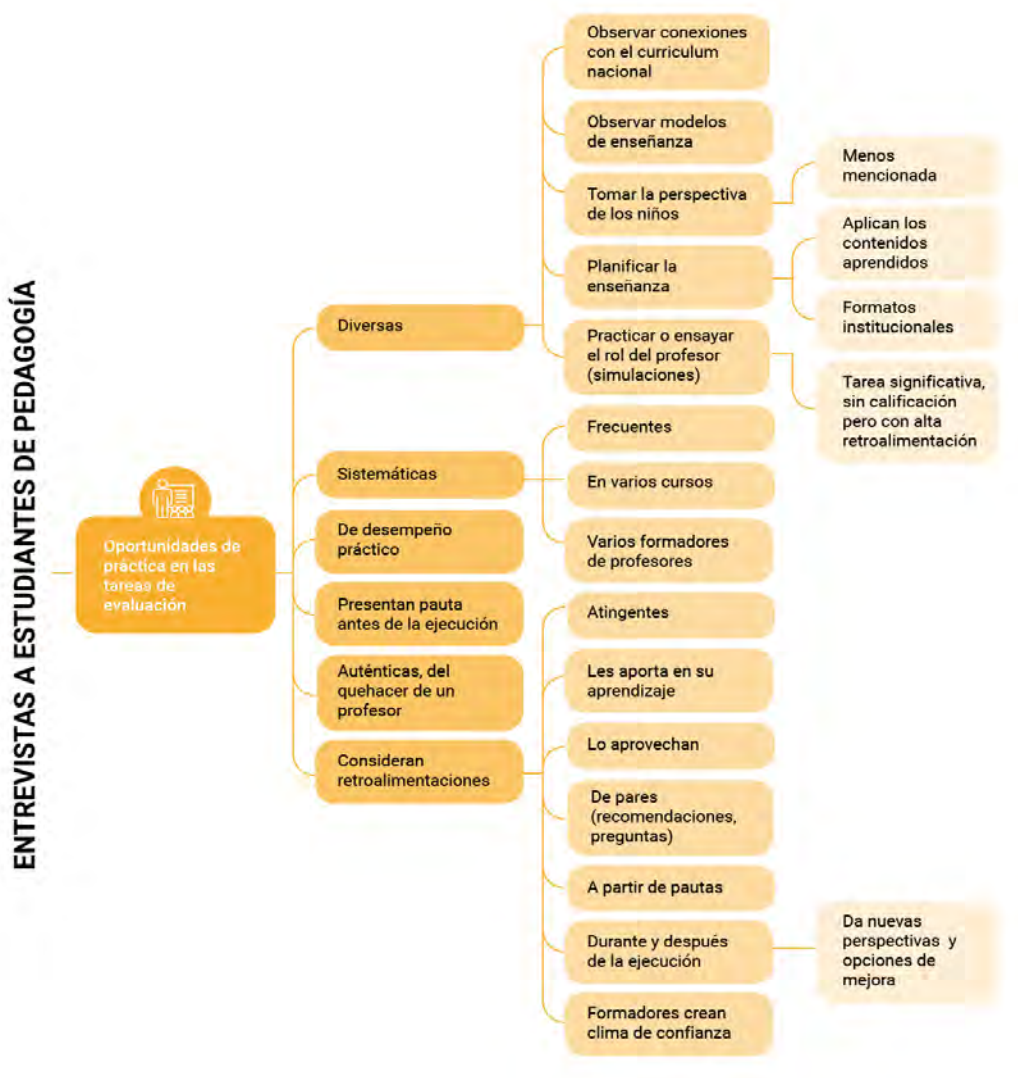 ENTREVISTAS A ESTUDIANTES DE PEDAGOGÍA
Oportunidades de
práctica en las
tareas de
evaluación
Diversas
Observar conexiones
con el curriculum
nacional
Observar modelos
de enseñanza
Tomar la perspectiva
de los niños
Menos
mencionada
Planificar la
enseñanza
Aplican los
contenidos
aprendidos
Formatos
institucionales
Practicar o ensayar
el rol del profesor
(simulaciones)
Tarea significativa,
sin calificación
pero con alta
retroalimentación
Sistemáticas
Frecuentes
En varios cursos
Varios formadores
de profesores
De desempeño
práctico
Presentan pauta
antes de la ejecución
Auténticas, del
quehacer de un
profesor
Consideran
retroalimentaciones
Atingentes
Les aporta en su
aprendizaje
Lo aprovechan
De pares
(recomendaciones,
preguntas)
A partir de pautas
Durante y después
de la ejecución
Da nuevas
perspectivas y
opciones de
mejora
Formadores crean
clima de confianza